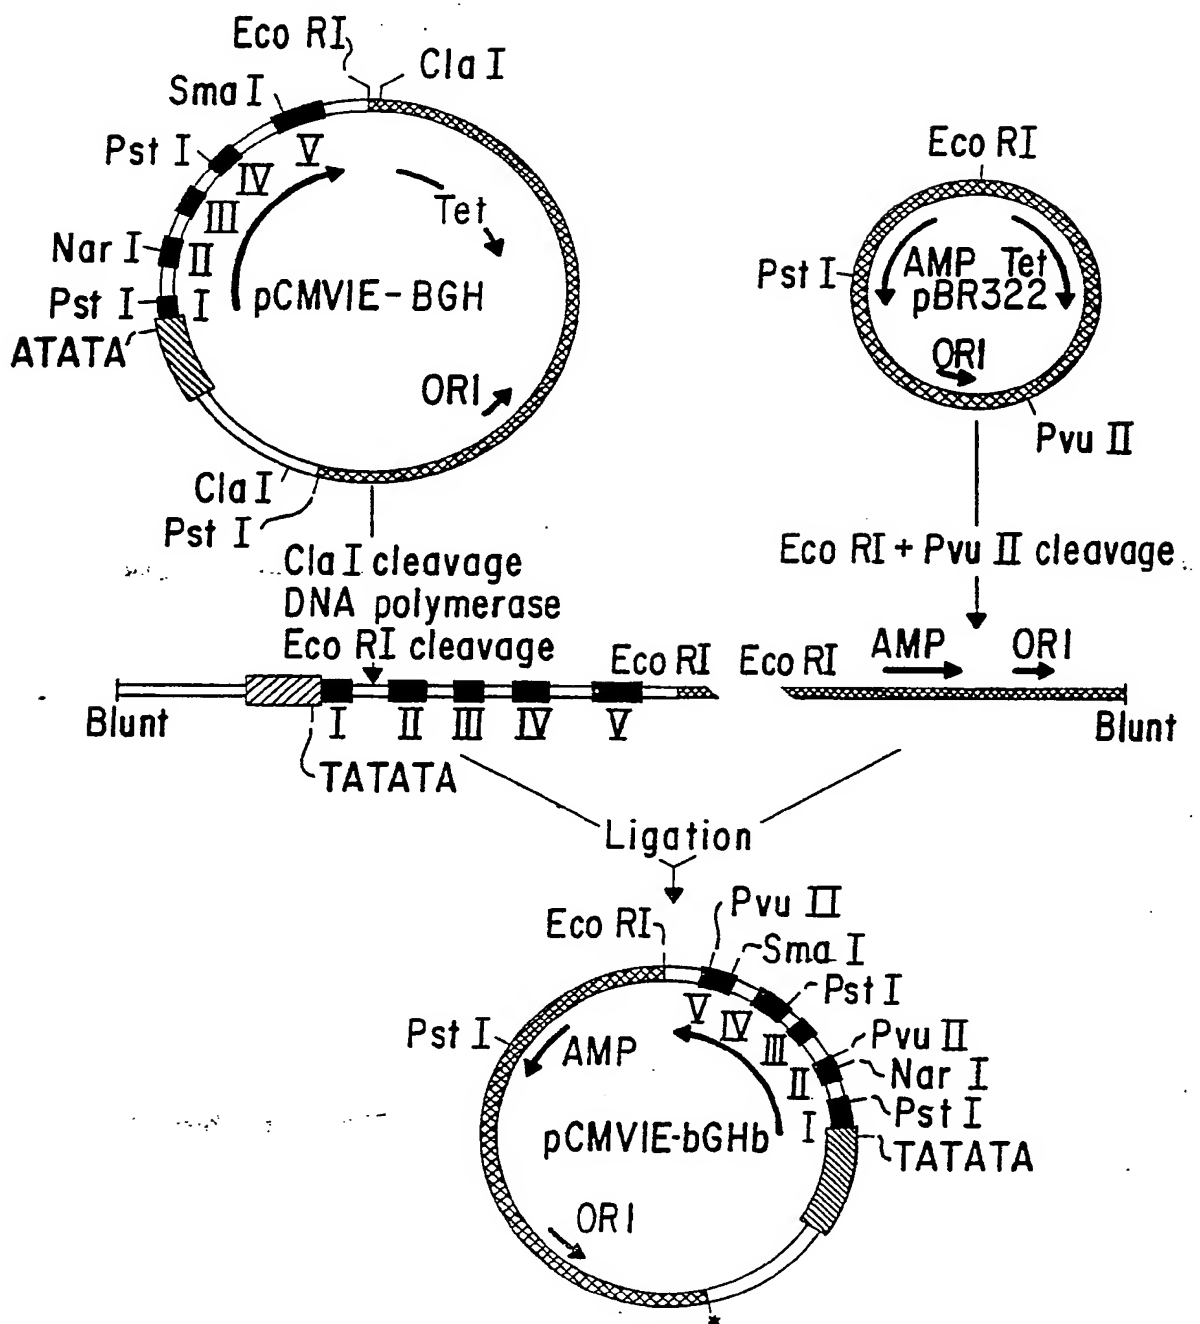 Eco RI
Cla I
Sma I
Pst I
V
IV
III
Nar I
II
Pst I
I
ATATA
Tet
pCMVIE-BGH
ORI
Cla I
Pst I
Eco RI
Pst I
AMP Tet
pBR322
ORI
Pvu II
Cla I cleavage
DNA polymerase
Eco RI cleavage
Eco RI + Pvu II cleavage
Eco RI
Eco RI
AMP
ORI
Blunt
I
II
III
IV
V
Blunt
TATATA
Ligation
Eco RI
Pvu II
Sma I
Pst I
V
IV
III
Pvu II
II
Nar I
I
Pst I
TATATA
Pst I
AMP
pCMVIE-bGHb
ORI
*